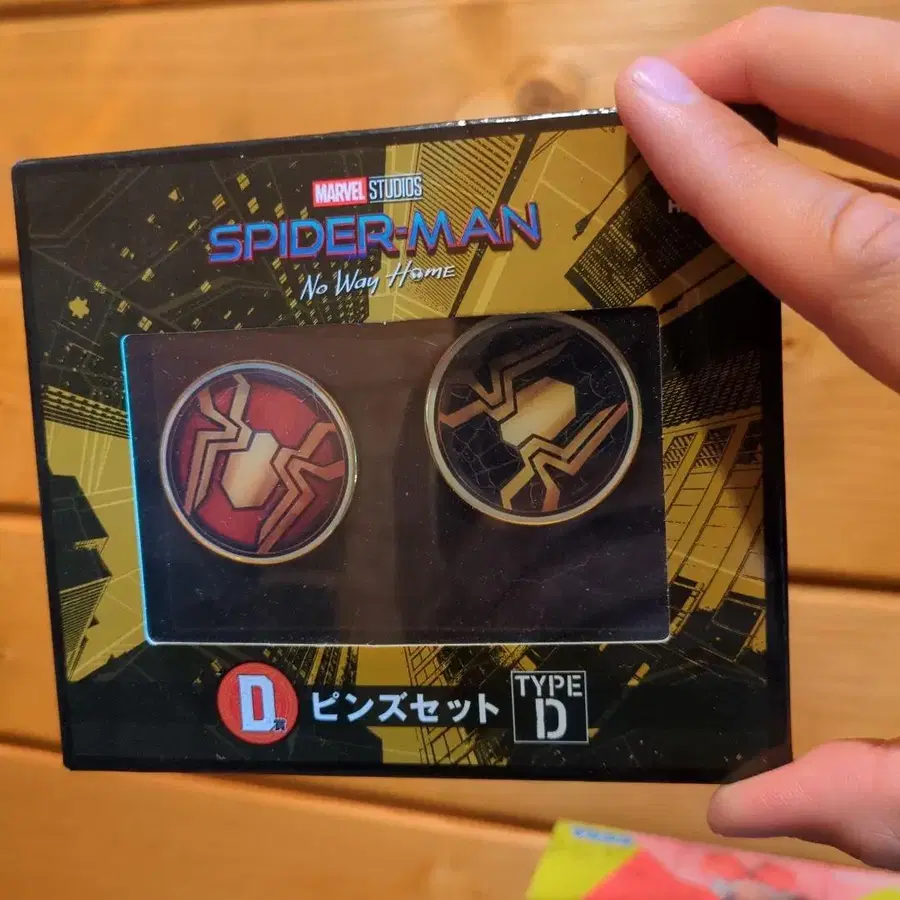 MARVEL STUDIOS
SPIDER-MAN
No Way Home
D賞 ピンズセット TYPE D